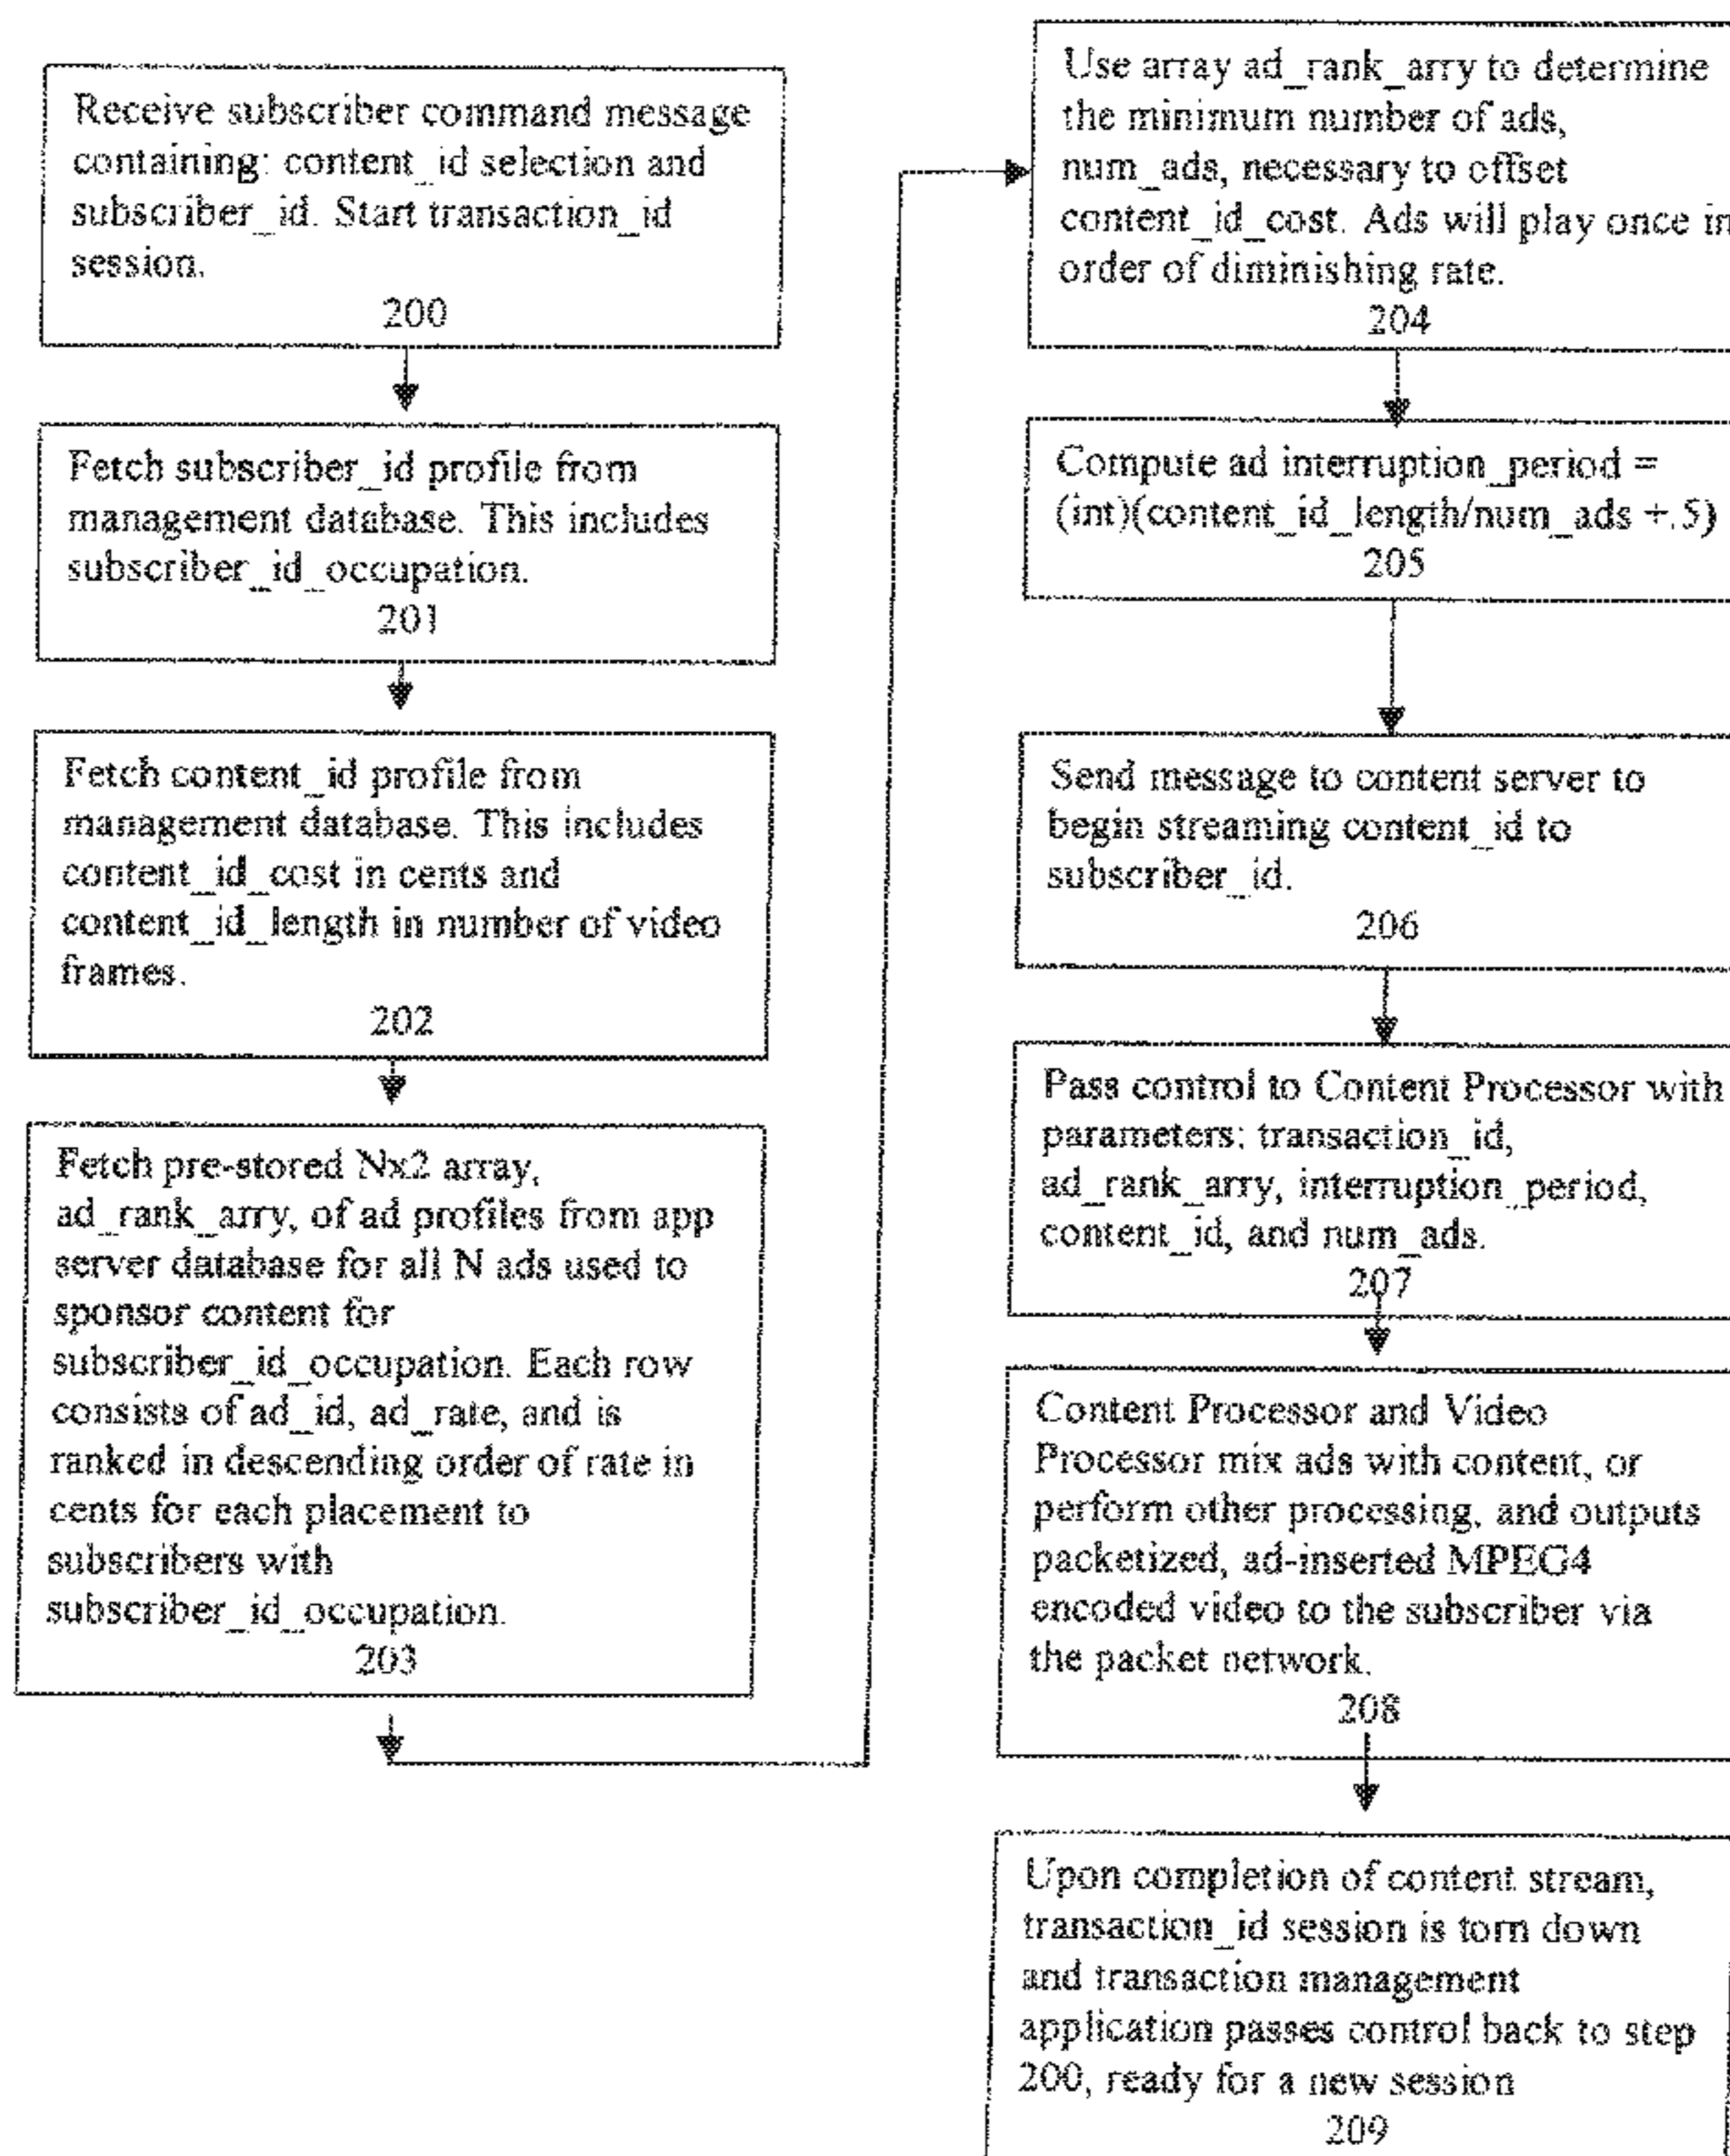 Receive subscriber command message
containing: content_id selection and
subscriber_id. Start transaction_id
session.
200
Fetch subscriber_id profile from
management database. This includes
subscriber_id_occupation.
201
Fetch content_id profile from
management database. This includes
content_id_cost in cents and
content_id_length in number of video
frames.
202
Fetch pre-stored Nx2 array,
ad_rank_arry, of ad profiles from app
server database for all N ads used to
sponsor content for
subscriber_id_occupation. Each row
consists of ad_id, ad_rate, and is
ranked in descending order of rate in
cents for each placement to
subscribers with
subscriber_id_occupation.
203
Use array ad_rank_arry to determine
the minimum number of ads,
num_ads, necessary to offset
content_id_cost. Ads will play once in
order of diminishing rate.
204
Compute ad interruption_period =
(int)(content_id_length/num_ads +.5)
205
Send message to content server to
begin streaming content_id to
subscriber_id.
206
Pass control to Content Processor with
parameters: transaction_id,
ad_rank_arry, interruption_period,
content_id, and num_ads.
207
Content Processor and Video
Processor mix ads with content, or
perform other processing, and outputs
packetized, ad-inserted MPEG4
encoded video to the subscriber via
the packet network.
208
Upon completion of content stream,
transaction_id session is torn down
and transaction management
application passes control back to step
200, ready for a new session
209